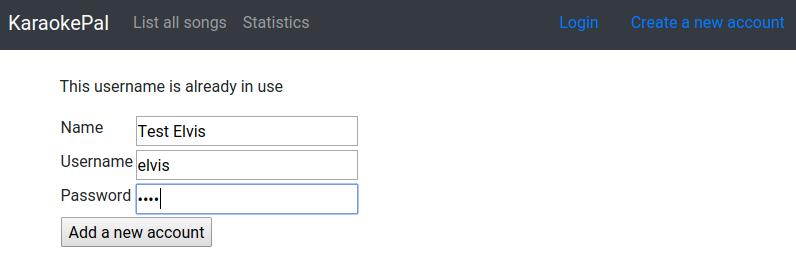 KaraokePal List all songs Statistics Login Create a new account
This username is already in use
Name Test Elvis
Username elvis
Password ••••
Add a new account